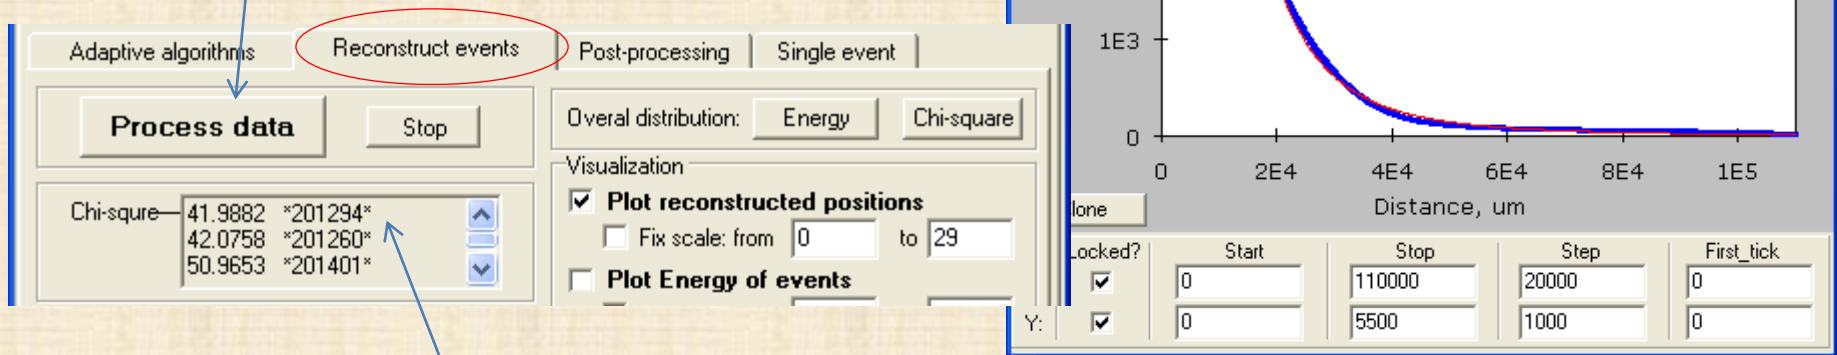 Adaptive algorithms Reconstruct events Post-processing Single event
Process data Stop
Overal distribution: Energy Chi-square
Visualization
Chi-squre
41.9882 *201294*
42.0758 *201260*
50.9653 *201401*
Plot reconstructed positions
Fix scale: from 0 to 29
Plot Energy of events
1E3
0
0 2E4 4E4 6E4 8E4 1E5
Distance, um
lone
ocked? Start Stop Step First_tick
0 110000 20000 0
Y: 0 5500 1000 0